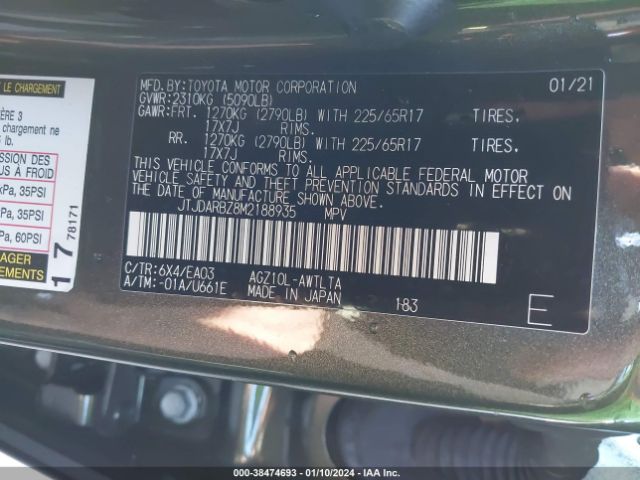 LE CHARGEMENT
ÈRE 3
chargement ne
lb.
SSION DES
S À FROID
kPa, 35PSI
Pa, 35PSI
Pa, 60PSI
AGER
GNEMENTS
1 7 78171
MFD.BY:TOYOTA MOTOR CORPORATION 01/21
GVWR:2310KG (5090LB)
GAWR:FRT. 1270KG (2790LB) WITH 225/65R17 TIRES.
17X7J RIMS.
RR. 1270KG (2790LB) WITH 225/65R17 TIRES.
17X7J RIMS.
THIS VEHICLE CONFORMS TO ALL APPLICABLE FEDERAL MOTOR
VEHICLE SAFETY AND THEFT PREVENTION STANDARDS IN EFFECT ON
THE DATE OF MANUFACTURE SHOWN ABOVE.
JTJDARBZ8M2188935 MPV
C/TR:6X4/EA03 AGZ10L-AWTLTA
A/TM:-01A/U661E MADE IN JAPAN 183 E
000-38474693 - 01/10/2024 - IAA Inc.